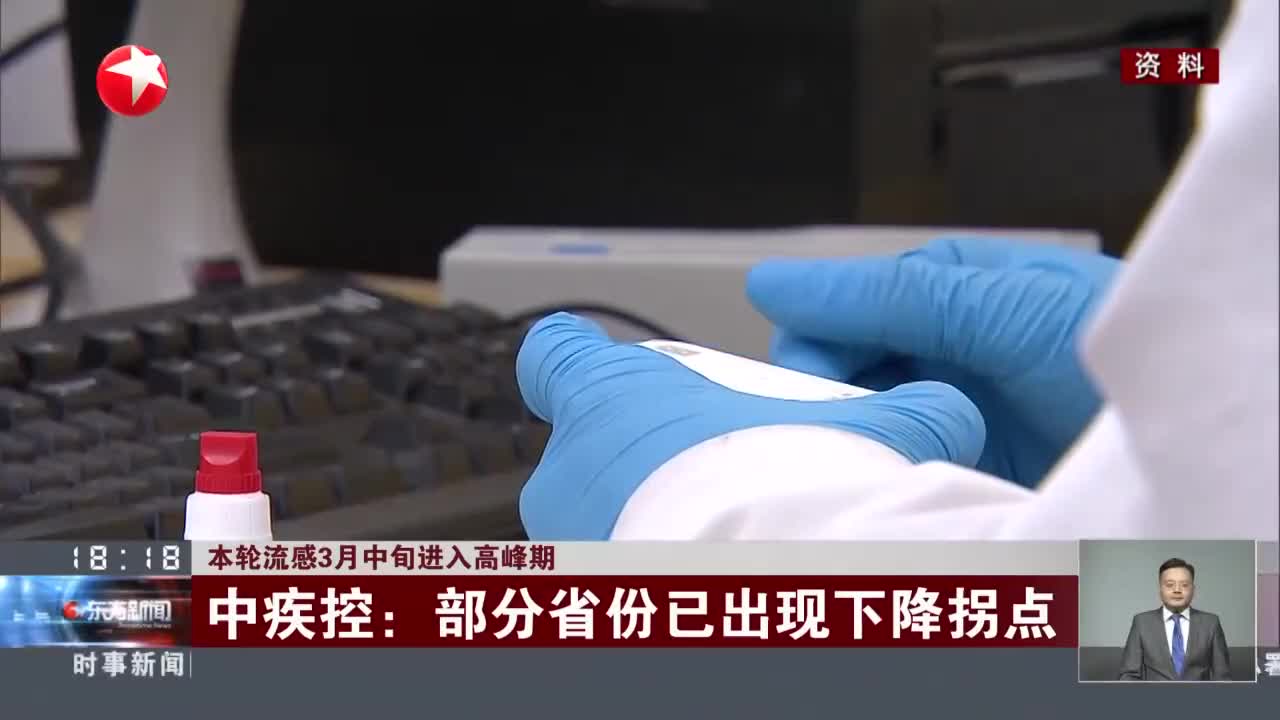 资料
18:18
本轮流感3月中旬进入高峰期
东方新闻
中疾控：部分省份已出现下降拐点
时事新闻
署